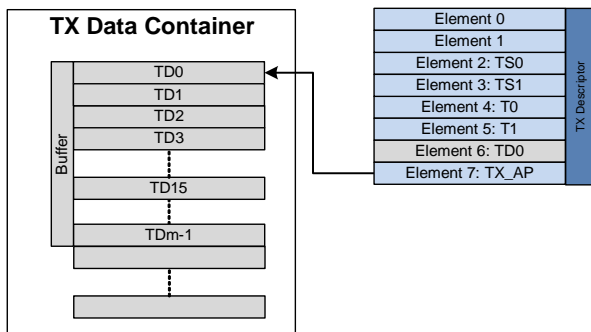 TX Data Container
Buffer
TD0
TD1
TD2
TD3
TD15
TDm-1
Element 0
Element 1
Element 2: TS0
Element 3: TS1
Element 4: T0
Element 5: T1
Element 6: TD0
Element 7: TX_AP
TX Descriptor